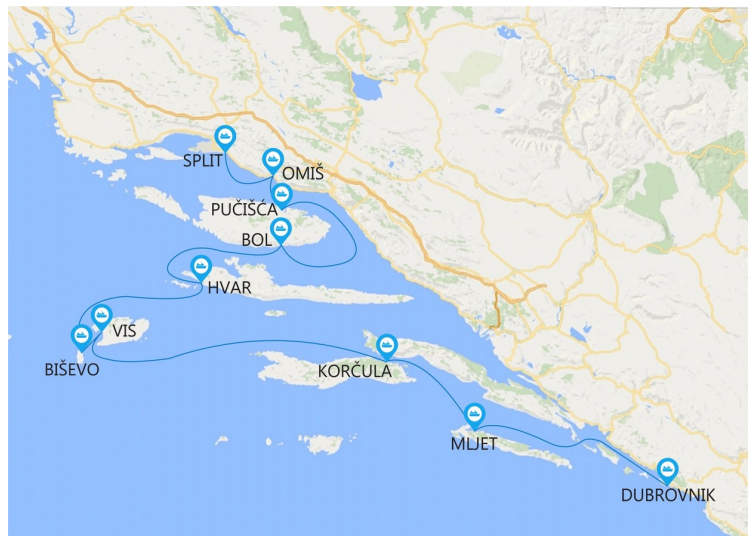 SPLIT
OMIŠ
PUČIŠĆA
BOL
HVAR
VIS
BIŠEVO
KORČULA
MLJET
DUBROVNIK